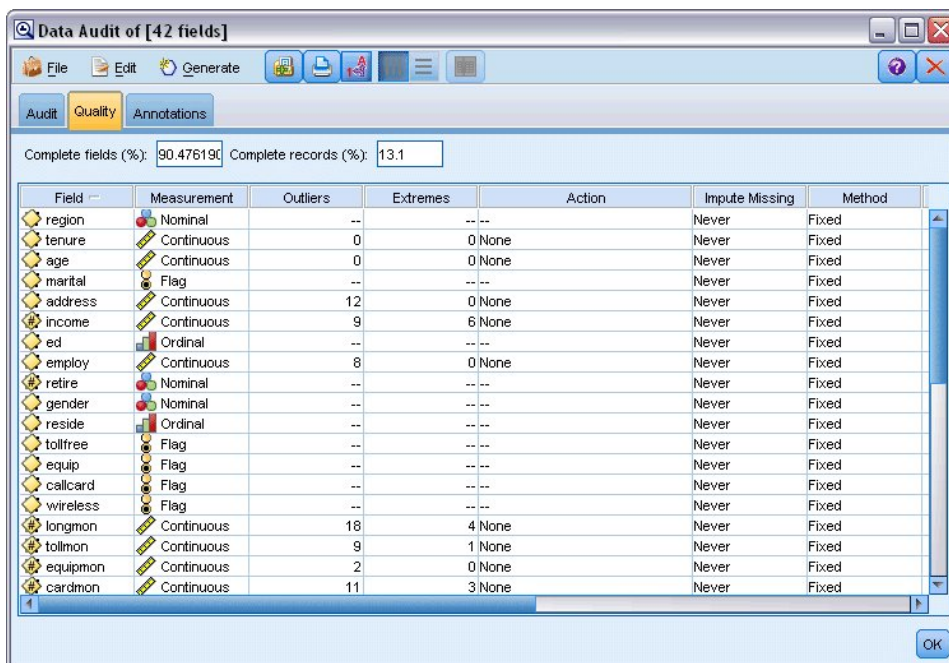 Data Audit of [42 fields]
File Edit Generate
Audit Quality Annotations
Complete fields (%): 90.476190 Complete records (%): 13.1
Field Measurement Outliers Extremes Action Impute Missing Method
region Nominal -- -- -- Never Fixed
tenure Continuous 0 0 None Never Fixed
age Continuous 0 0 None Never Fixed
marital Flag -- -- -- Never Fixed
address Continuous 12 0 None Never Fixed
income Continuous 9 6 None Never Fixed
ed Ordinal -- -- -- Never Fixed
employ Continuous 8 0 None Never Fixed
retire Nominal -- -- -- Never Fixed
gender Nominal -- -- -- Never Fixed
reside Ordinal -- -- -- Never Fixed
tollfree Flag -- -- -- Never Fixed
equip Flag -- -- -- Never Fixed
callcard Flag -- -- -- Never Fixed
wireless Flag -- -- -- Never Fixed
longmon Continuous 18 4 None Never Fixed
tollmon Continuous 9 1 None Never Fixed
equipmon Continuous 2 0 None Never Fixed
cardmon Continuous 11 3 None Never Fixed
OK